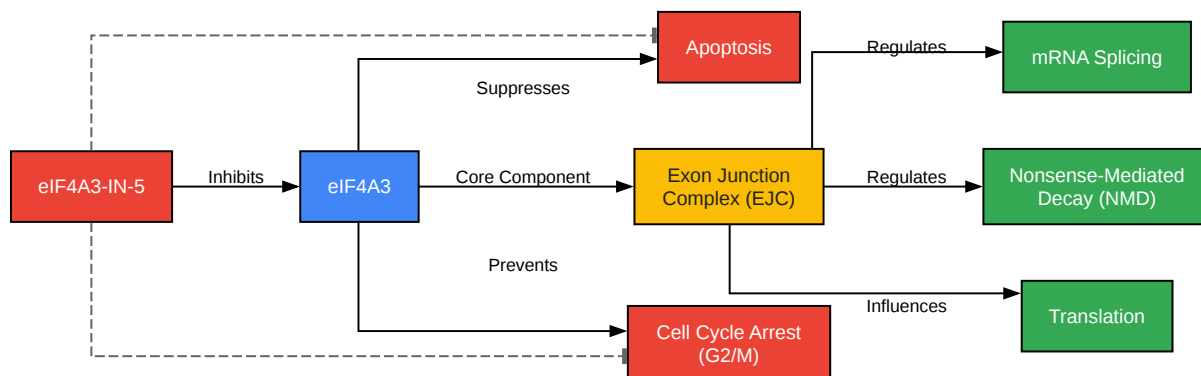 Apoptosis
Regulates
mRNA Splicing
Suppresses
eIF4A3-IN-5
Inhibits
eIF4A3
Core Component
Exon Junction
Complex (EJC)
Regulates
Nonsense-Mediated
Decay (NMD)
Prevents
Influences
Translation
Cell Cycle Arrest
(G2/M)